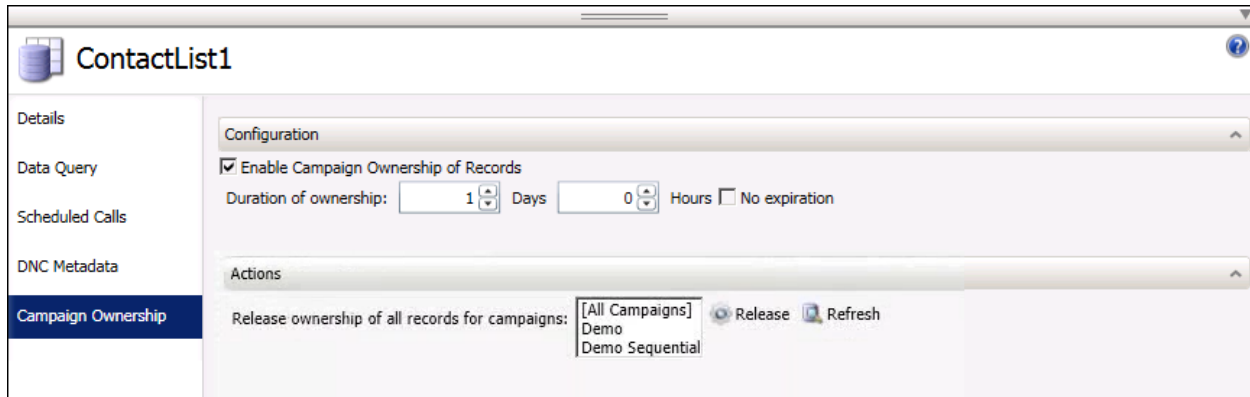 ContactList1
Details
Data Query
Scheduled Calls
DNC Metadata
Campaign Ownership
Configuration
Enable Campaign Ownership of Records
Duration of ownership: 1 Days 0 Hours No expiration
Actions
Release ownership of all records for campaigns: [All Campaigns] Release Refresh
Demo
Demo Sequential